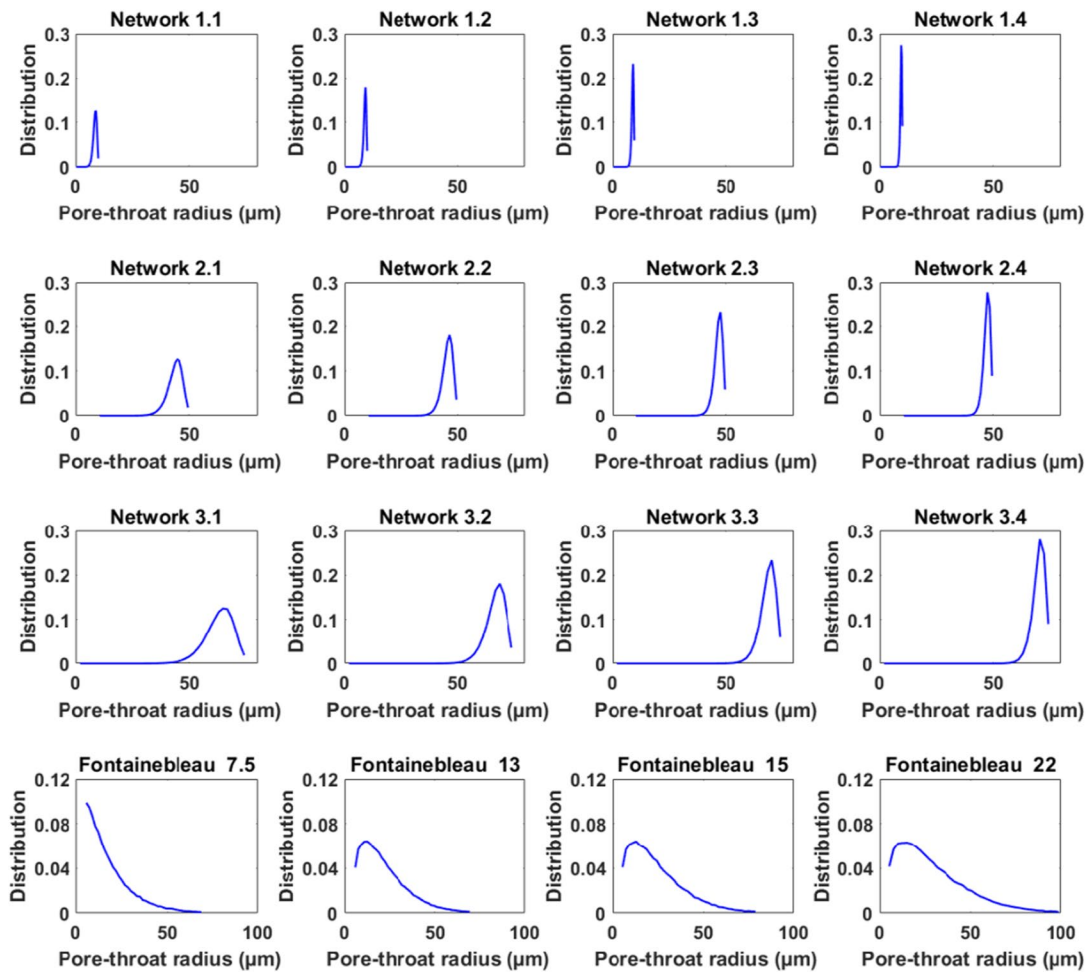 Network 1.1 Network 1.2 Network 1.3 Network 1.4
0.3 0.3 0.3 0.3
Distribution Distribution Distribution Distribution
0.2 0.2 0.2 0.2
0.1 0.1 0.1 0.1
0 0 0 0
0 50 0 50 0 50 0 50
Pore-throat radius (µm) Pore-throat radius (µm) Pore-throat radius (µm) Pore-throat radius (µm)
Network 2.1 Network 2.2 Network 2.3 Network 2.4
0.3 0.3 0.3 0.3
Distribution Distribution Distribution Distribution
0.2 0.2 0.2 0.2
0.1 0.1 0.1 0.1
0 0 0 0
0 50 0 50 0 50 0 50
Pore-throat radius (µm) Pore-throat radius (µm) Pore-throat radius (µm) Pore-throat radius (µm)
Network 3.1 Network 3.2 Network 3.3 Network 3.4
0.3 0.3 0.3 0.3
Distribution Distribution Distribution Distribution
0.2 0.2 0.2 0.2
0.1 0.1 0.1 0.1
0 0 0 0
0 50 0 50 0 50 0 50
Pore-throat radius (µm) Pore-throat radius (µm) Pore-throat radius (µm) Pore-throat radius (µm)
Fontainebleau 7.5 Fontainebleau 13 Fontainebleau 15 Fontainebleau 22
0.12 0.12 0.12 0.12
Distribution Distribution Distribution Distribution
0.08 0.08 0.08 0.08
0.04 0.04 0.04 0.04
0 0 0 0
0 50 100 0 50 100 0 50 100 0 50 100
Pore-throat radius (µm) Pore-throat radius (µm) Pore-throat radius (µm) Pore-throat radius (µm)